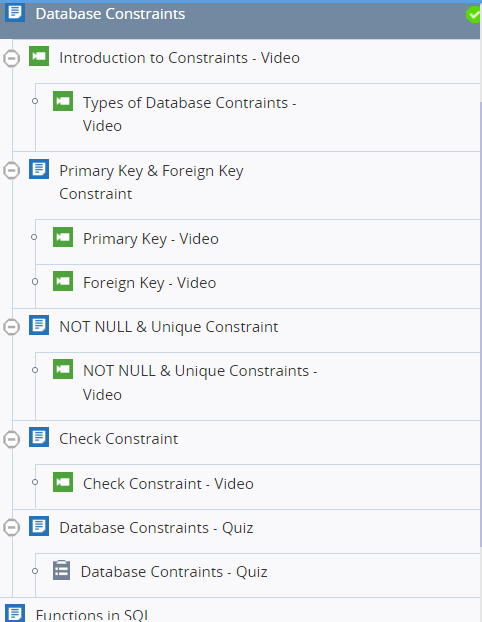 Database Constraints
Introduction to Constraints - Video
Types of Database Contraints -
Video
Primary Key & Foreign Key
Constraint
Primary Key - Video
Foreign Key - Video
NOT NULL & Unique Constraint
NOT NULL & Unique Constraints -
Video
Check Constraint
Check Constraint - Video
Database Constraints - Quiz
Database Contraints - Quiz
Functions in SQL